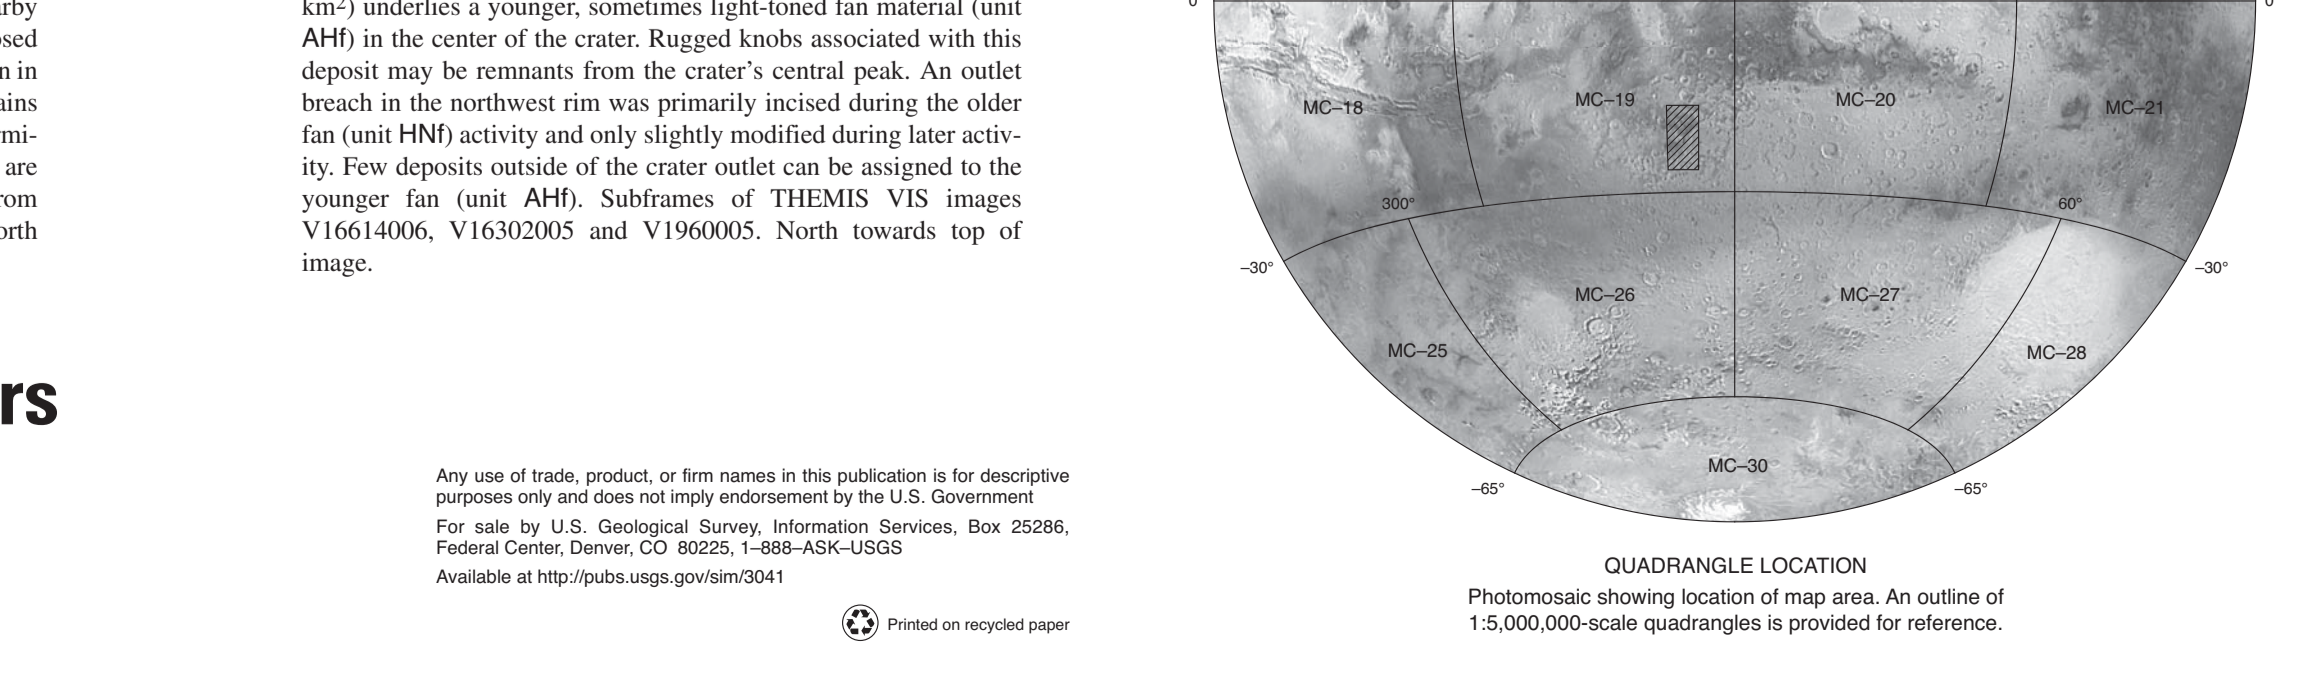 arby
osed
n in
ains
rmi-
are
rom
orth
rs
km²) underlies a younger, sometimes light-toned fan material (unit
AHf) in the center of the crater. Rugged knobs associated with this
deposit may be remnants from the crater’s central peak. An outlet
breach in the northwest rim was primarily incised during the older
fan (unit HNf) activity and only slightly modified during later activ-
ity. Few deposits outside of the crater outlet can be assigned to the
younger fan (unit AHf). Subframes of THEMIS VIS images
V16614006, V16302005 and V1960005. North towards top of
image.
Any use of trade, product, or firm names in this publication is for descriptive
purposes only and does not imply endorsement by the U.S. Government
For sale by U.S. Geological Survey, Information Services, Box 25286,
Federal Center, Denver, CO 80225, 1–888–ASK–USGS
Available at http://pubs.usgs.gov/sim/3041
Printed on recycled paper
0
0
MC–18
MC–19
MC–20
MC–21
300°
60°
–30°
–30°
MC–26
MC–27
MC–25
MC–28
MC–30
–65°
–65°
QUADRANGLE LOCATION
Photomosaic showing location of map area. An outline of
1:5,000,000-scale quadrangles is provided for reference.